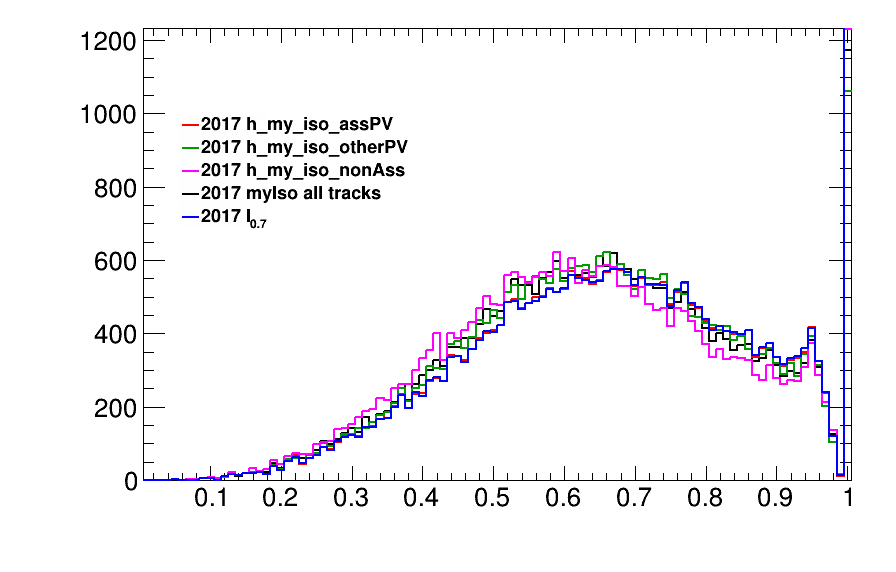 1200
1000
800
600
400
200
0
2017 h_my_iso_assPV
2017 h_my_iso_otherPV
2017 h_my_iso_nonAss
2017 myIso all tracks
2017 I0.7
0.1 0.2 0.3 0.4 0.5 0.6 0.7 0.8 0.9 1